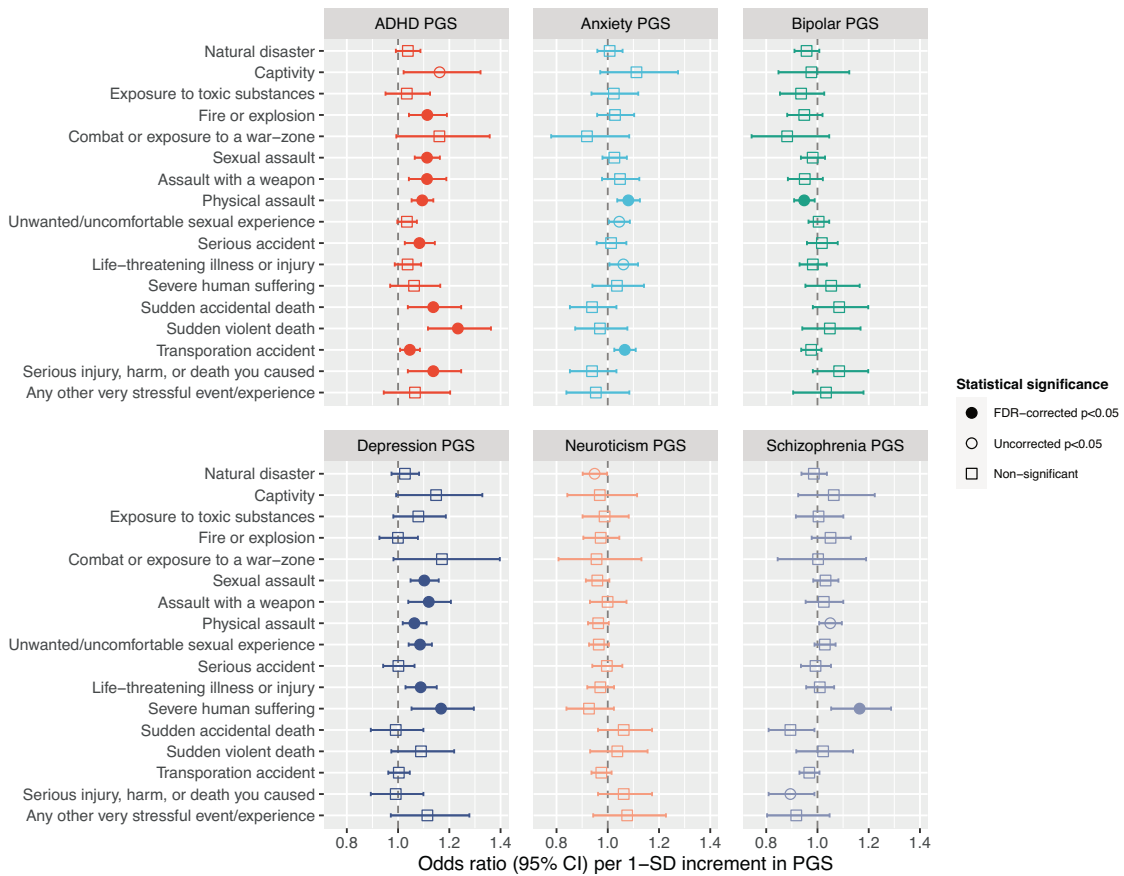 ADHD PGS
Anxiety PGS
Bipolar PGS
Natural disaster
Captivity
Exposure to toxic substances
Fire or explosion
Combat or exposure to a war−zone
Sexual assault
Assault with a weapon
Physical assault
Unwanted/uncomfortable sexual experience
Serious accident
Life−threatening illness or injury
Severe human suffering
Sudden accidental death
Sudden violent death
Transporation accident
Serious injury, harm, or death you caused
Any other very stressful event/experience
Depression PGS
Neuroticism PGS
Schizophrenia PGS
Natural disaster
Captivity
Exposure to toxic substances
Fire or explosion
Combat or exposure to a war−zone
Sexual assault
Assault with a weapon
Physical assault
Unwanted/uncomfortable sexual experience
Serious accident
Life−threatening illness or injury
Severe human suffering
Sudden accidental death
Sudden violent death
Transporation accident
Serious injury, harm, or death you caused
Any other very stressful event/experience
0.8 1.0 1.2 1.4 0.8 1.0 1.2 1.4 0.8 1.0 1.2 1.4
Odds ratio (95% CI) per 1−SD increment in PGS
Statistical significance
FDR−corrected p<0.05
Uncorrected p<0.05
Non−significant